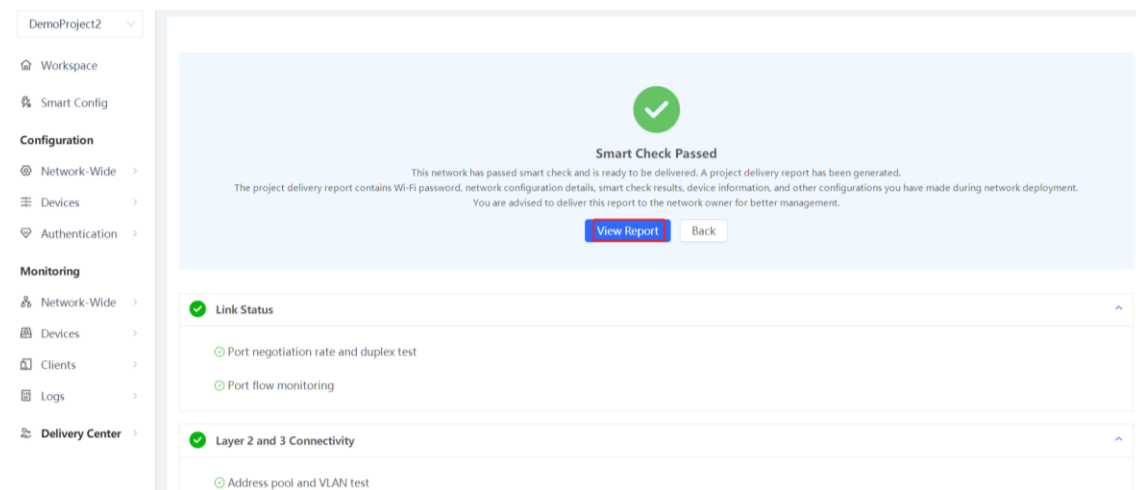 DemoProject2
Workspace
Smart Config
Configuration
Network-Wide
Devices
Authentication
Monitoring
Network-Wide
Devices
Clients
Logs
Delivery Center
Smart Check Passed
This network has passed smart check and is ready to be delivered. A project delivery report has been generated.
The project delivery report contains Wi-Fi password, network configuration details, smart check results, device information, and other configurations you have made during network deployment.
You are advised to deliver this report to the network owner for better management.
View Report Back
Link Status
Port negotiation rate and duplex test
Port flow monitoring
Layer 2 and 3 Connectivity
Address pool and VLAN test